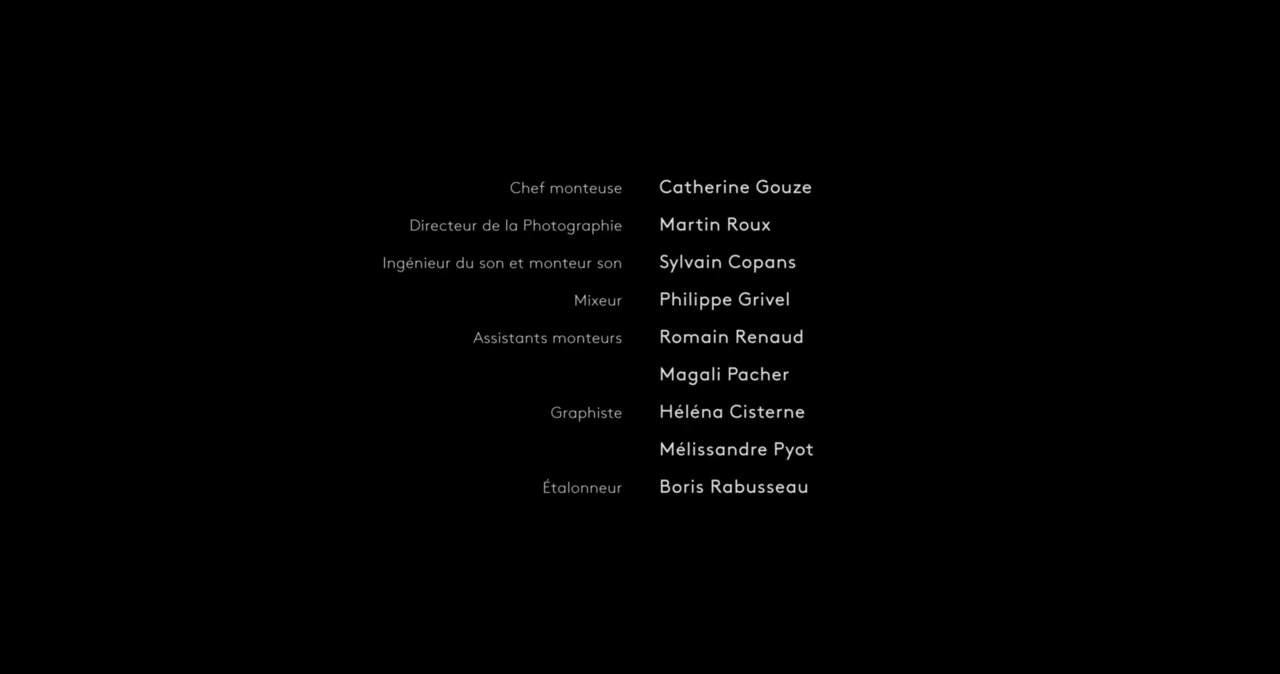 Chef monteuse Catherine Gouze
Directeur de la Photographie Martin Roux
Ingénieur du son et monteur son Sylvain Copans
Mixeur Philippe Grivel
Assistants monteurs Romain Renaud
Magali Pacher
Graphiste Héléna Cisterne
Mélissandre Pyot
Étalonneur Boris Rabusseau